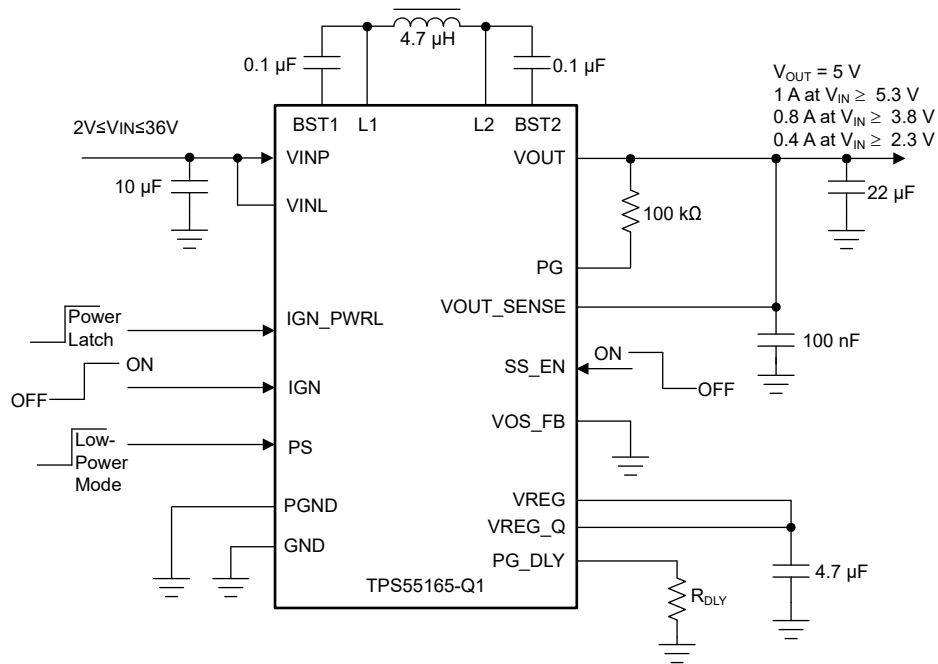 4.7 µH
0.1 µF
0.1 µF
V_OUT = 5 V
1 A at V_IN ≥ 5.3 V
0.8 A at V_IN ≥ 3.8 V
0.4 A at V_IN ≥ 2.3 V
BST1
L1
L2
BST2
2V≤VIN≤36V
VINP
VOUT
10 µF
22 µF
VINL
100 kΩ
PG
Power
Latch
IGN_PWRL
VOUT_SENSE
100 nF
ON
OFF
IGN
SS_EN
ON
OFF
VOS_FB
Low-
Power
Mode
PS
PGND
VREG
VREG_Q
GND
PG_DLY
4.7 µF
TPS55165-Q1
R_DLY